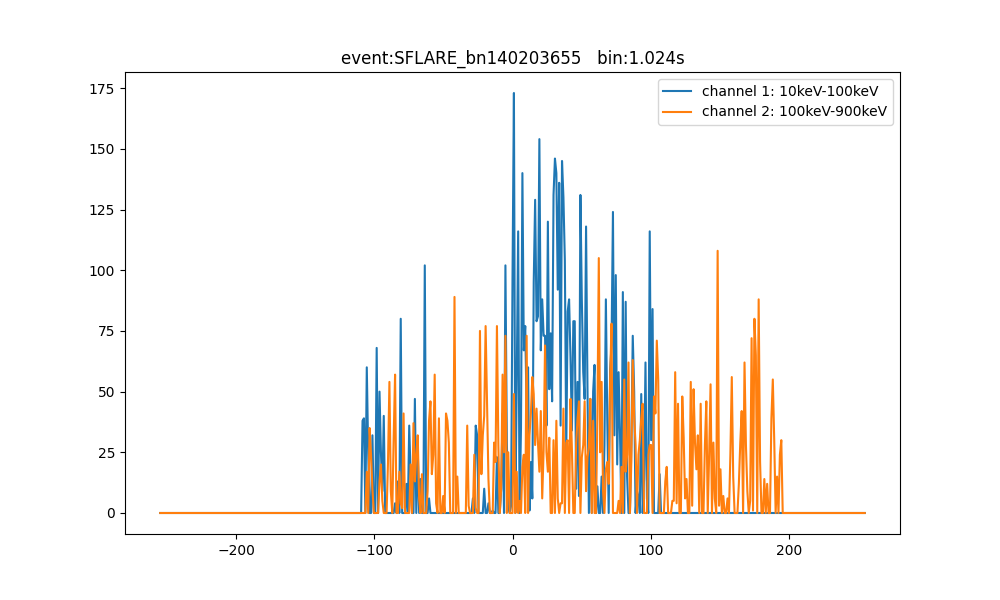 event:SFLARE_bn140203655   bin:1.024s
channel 1: 10keV-100keV
channel 2: 100keV-900keV
175
150
125
100
75
50
25
0
−200 −100 0 100 200